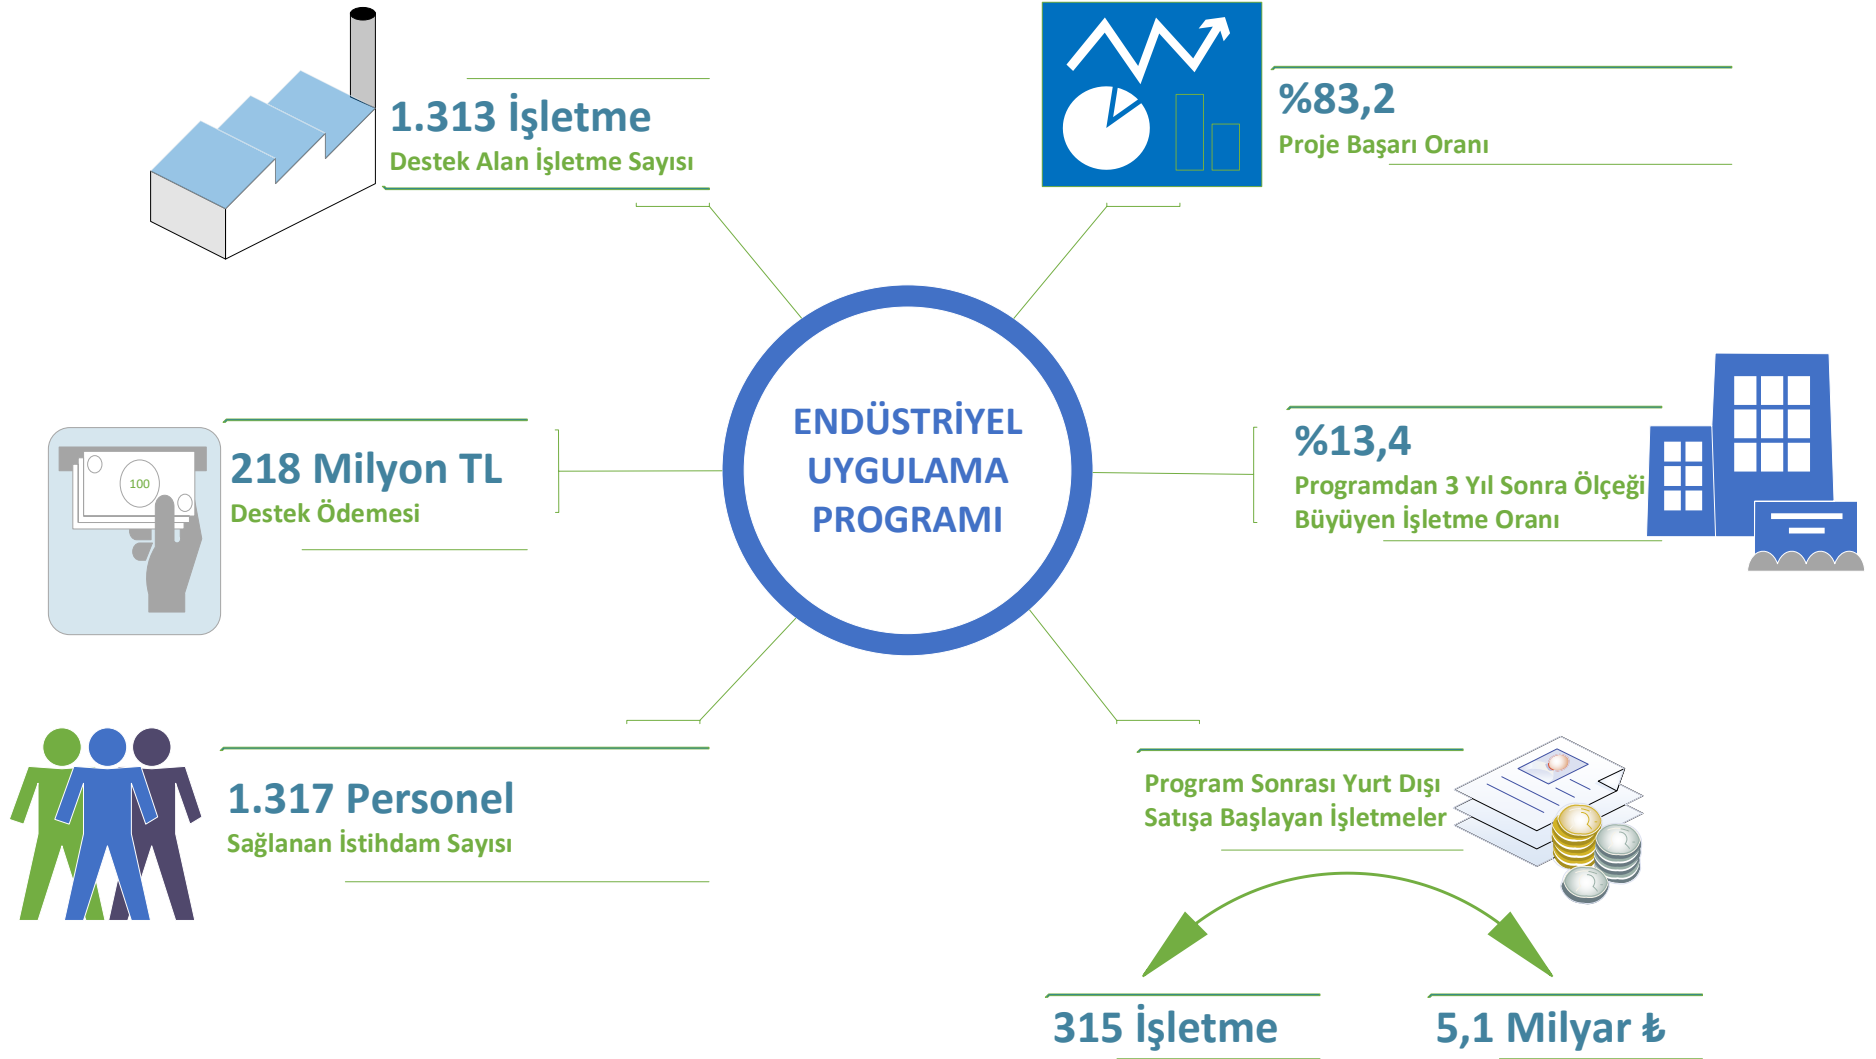 1.313 İşletme
Destek Alan İşletme Sayısı
%83,2
Proje Başarı Oranı
ENDÜSTRİYEL
UYGULAMA
PROGRAMI
100
218 Milyon TL
Destek Ödemesi
%13,4
Programdan 3 Yıl Sonra Ölçeği
Büyüyen İşletme Oranı
1.317 Personel
Sağlanan İstihdam Sayısı
Program Sonrası Yurt Dışı
Satışa Başlayan İşletmeler
315 İşletme
5,1 Milyar ₺